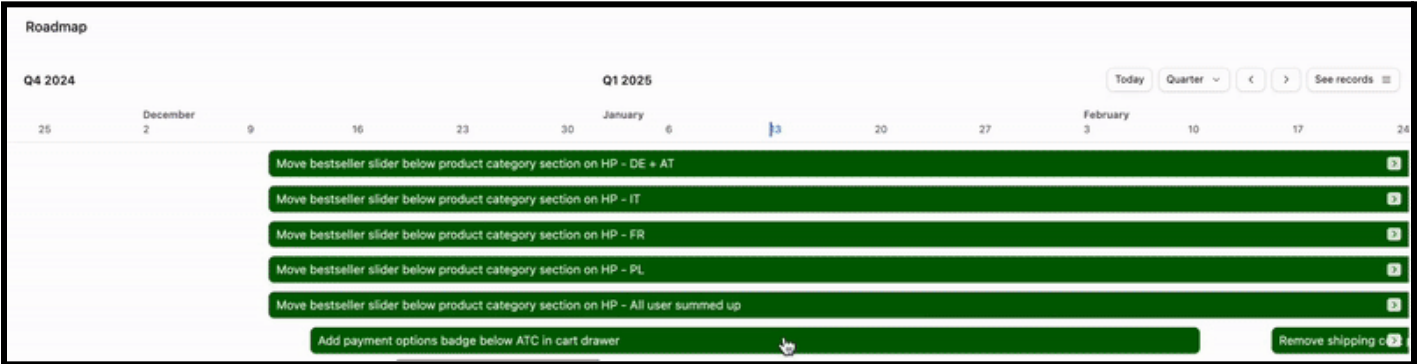 Roadmap
Q4 2024 Q1 2025 Today Quarter See records
December January February
25 2 9 16 23 30 6 13 20 27 3 10 17 24
Move bestseller slider below product category section on HP - DE + AT
Move bestseller slider below product category section on HP - IT
Move bestseller slider below product category section on HP - FR
Move bestseller slider below product category section on HP - PL
Move bestseller slider below product category section on HP - All user summed up
Add payment options badge below ATC in cart drawer Remove shipping